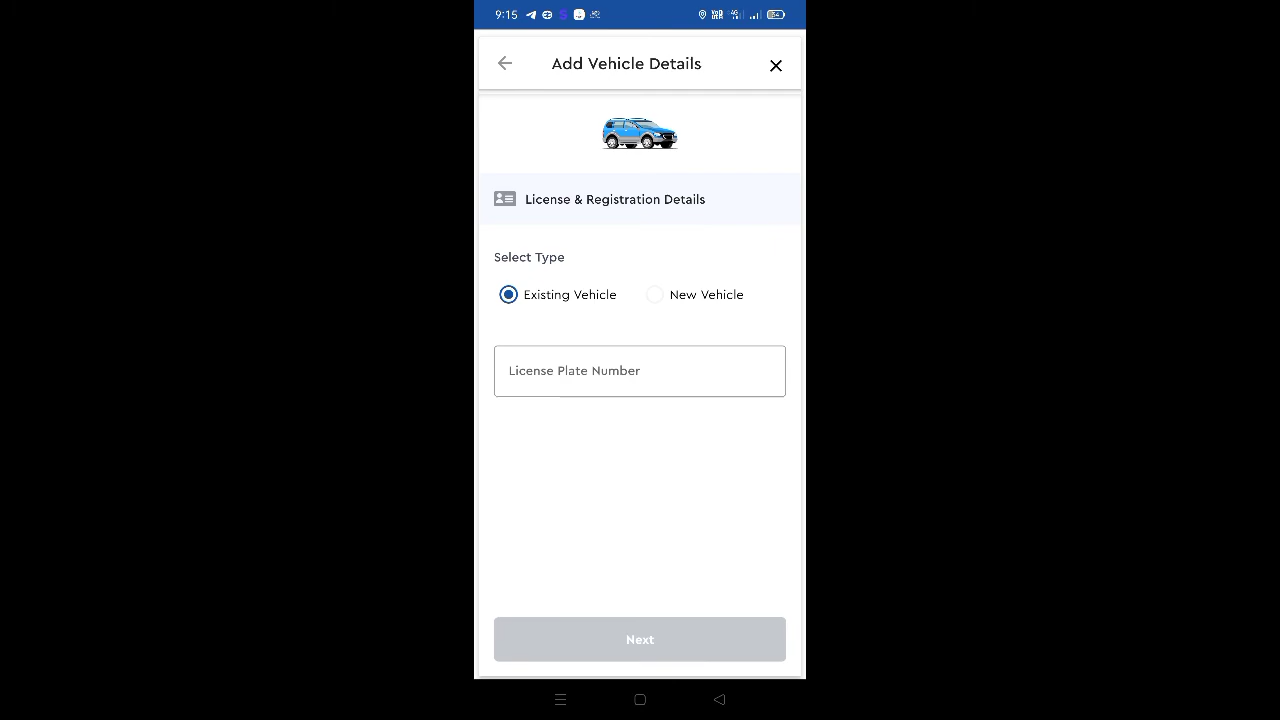 9:15
Add Vehicle Details
License & Registration Details
Select Type
Existing Vehicle New Vehicle
License Plate Number
Next